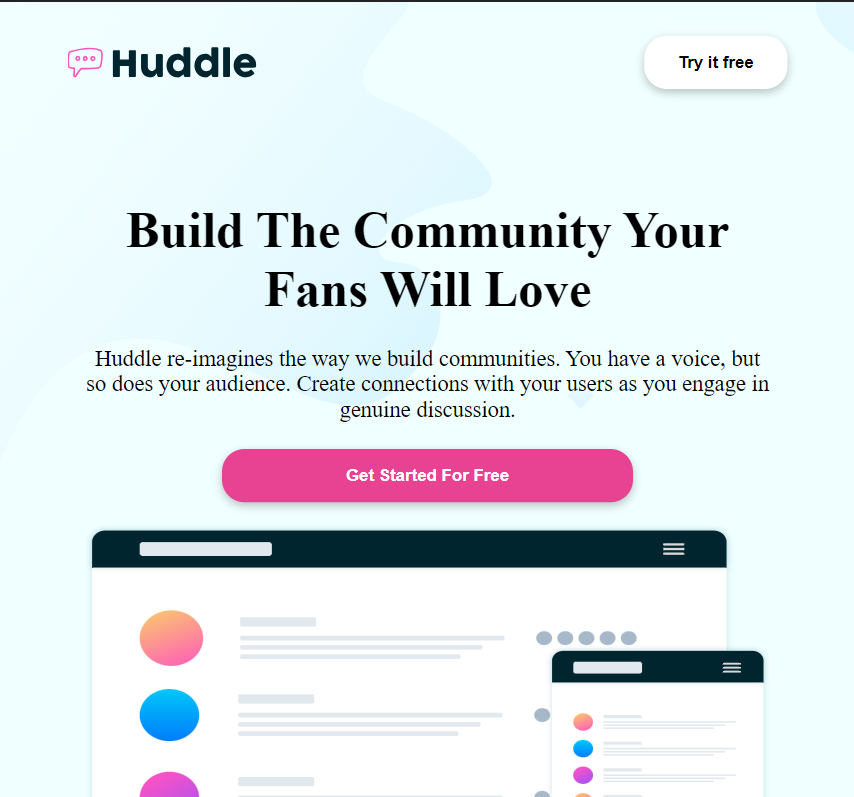 Huddle
Try it free
Build The Community Your
Fans Will Love
Huddle re-imagines the way we build communities. You have a voice, but
so does your audience. Create connections with your users as you engage in
genuine discussion.
Get Started For Free